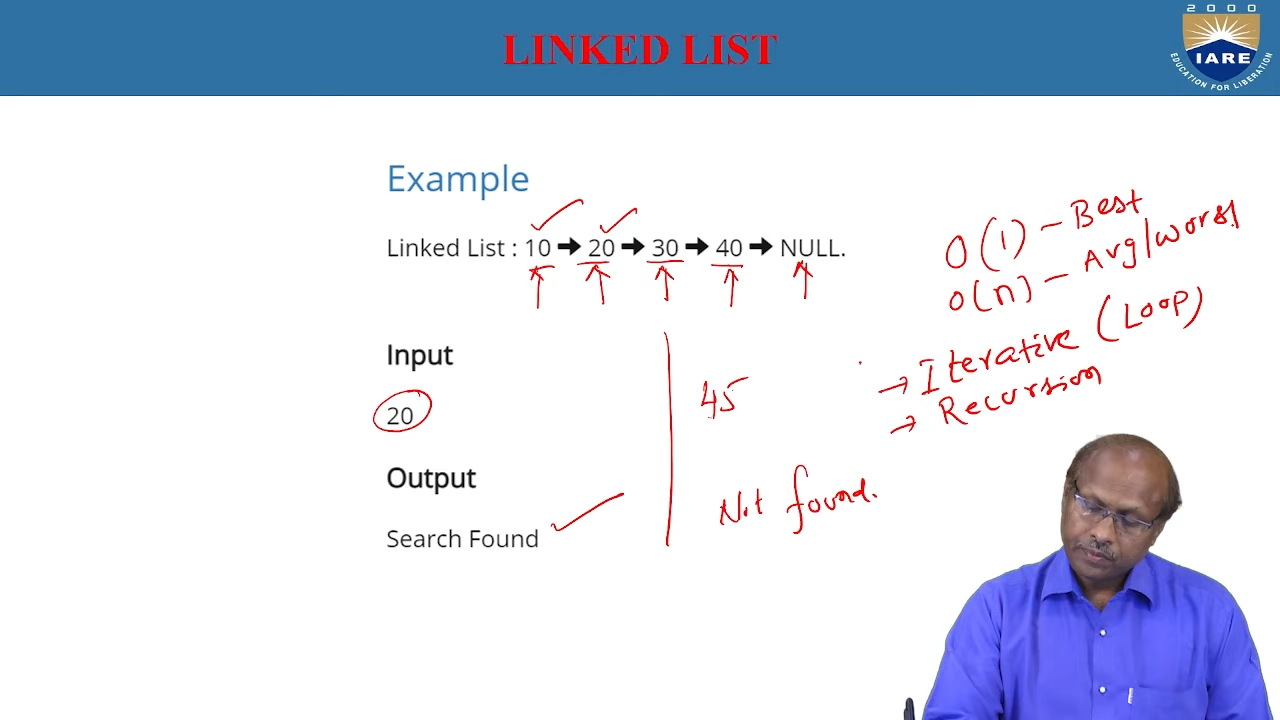 LINKED LIST
2000
IARE
EDUCATION FOR LIBERATION
Example
Linked List : 10 → 20 → 30 → 40 → NULL.
O(1) - Best
O(n) - Avg/worst
→ Iterative (Loop)
→ Recursion
Input
20
Output
Search Found
45
Not found.